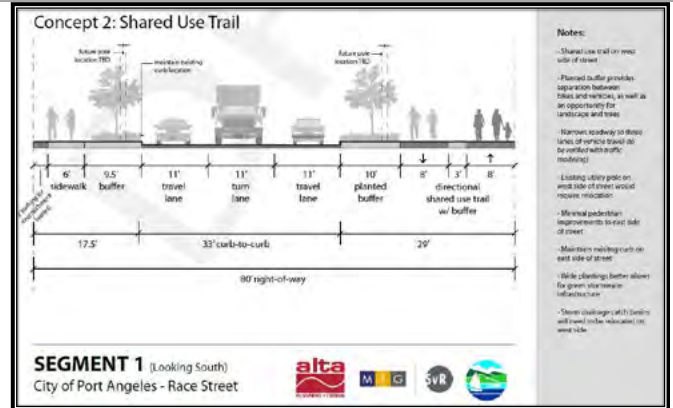 Concept 2: Shared Use Trail
future pole
location TBD
maintain existing
curb location
future pole
location TBD
6'
sidewalk
9.5'
buffer
11'
travel
lane
11'
turn
lane
11'
travel
lane
10'
planted
buffer
8'
3'
8'
directional
shared use trail
w/ buffer
17.5'
33' curb-to-curb
29'
80' right-of-way
SEGMENT 1 (Looking South)
City of Port Angeles - Race Street
alta
PLANNING + DESIGN
SvR
Notes:
- Shared use trail on west
side of street
- Planted buffer provides
separation between
bikes and vehicles, as well as
an opportunity for
landscape and trees
- Narrows roadway to three
lanes of vehicle travel (to
be verified with traffic
modeling)
- Existing utility pole on
west side of street would
require relocation
- Minimal pedestrian
improvements to east side
of street
- Maintains existing curb on
east side of street
- Wide plantings better allows
for green stormwater
infrastructure
- Storm drainage catch basins
will need to be relocated on
west side